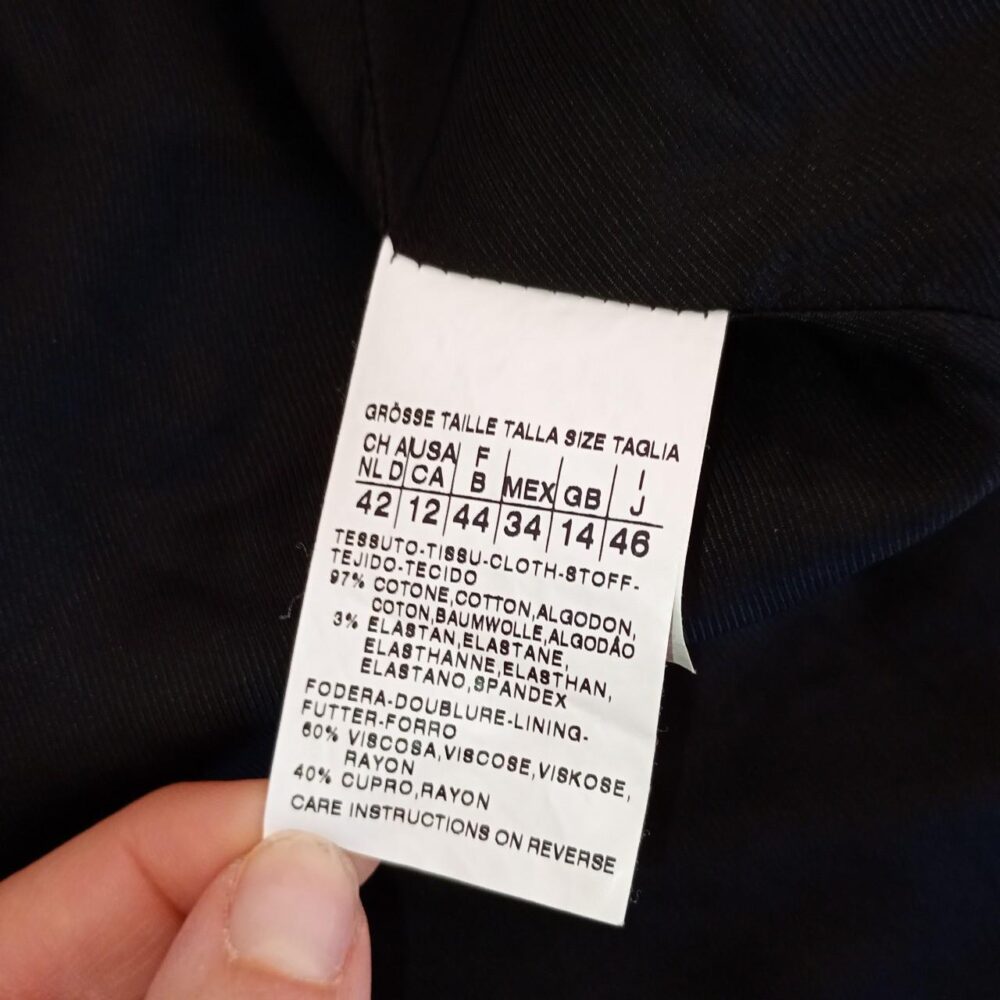 GRÖSSE TAILLE TALLA SIZE TAGLIA
CH A USA F MEX GB I
NL D CA B J
42 12 44 34 14 46
TESSUTO-TISSU-CLOTH-STOFF-
TEJIDO-TECIDO
97% COTONE,COTTON,ALGODON,
COTON,BAUMWOLLE,ALGODÃO
3% ELASTAN,ELASTANE,
ELASTHANNE,ELASTHAN,
ELASTANO,SPANDEX
FODERA-DOUBLURE-LINING-
FUTTER-FORRO
60% VISCOSA,VISCOSE,VISKOSE,
RAYON
40% CUPRO,RAYON
CARE INSTRUCTIONS ON REVERSE